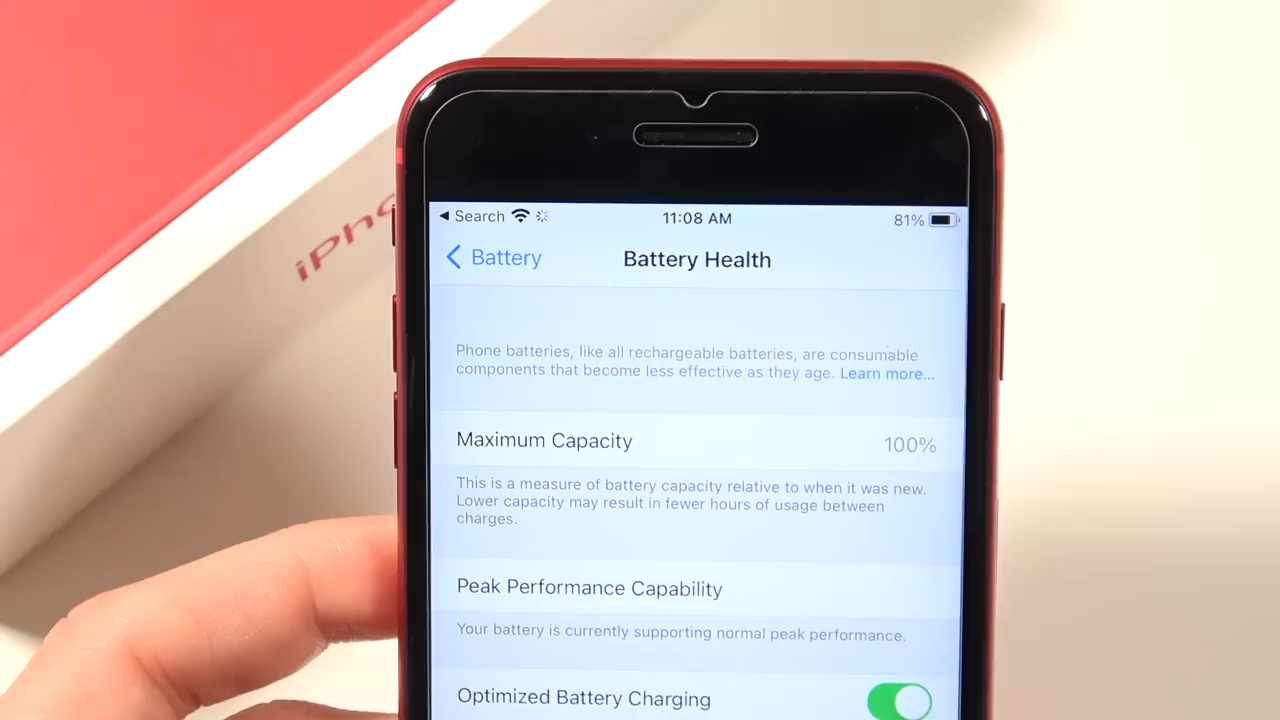 iPho
Search
11:08 AM
81%
Battery
Battery Health
Phone batteries, like all rechargeable batteries, are consumable
components that become less effective as they age. Learn more...
Maximum Capacity
100%
This is a measure of battery capacity relative to when it was new.
Lower capacity may result in fewer hours of usage between
charges.
Peak Performance Capability
Your battery is currently supporting normal peak performance.
Optimized Battery Charging